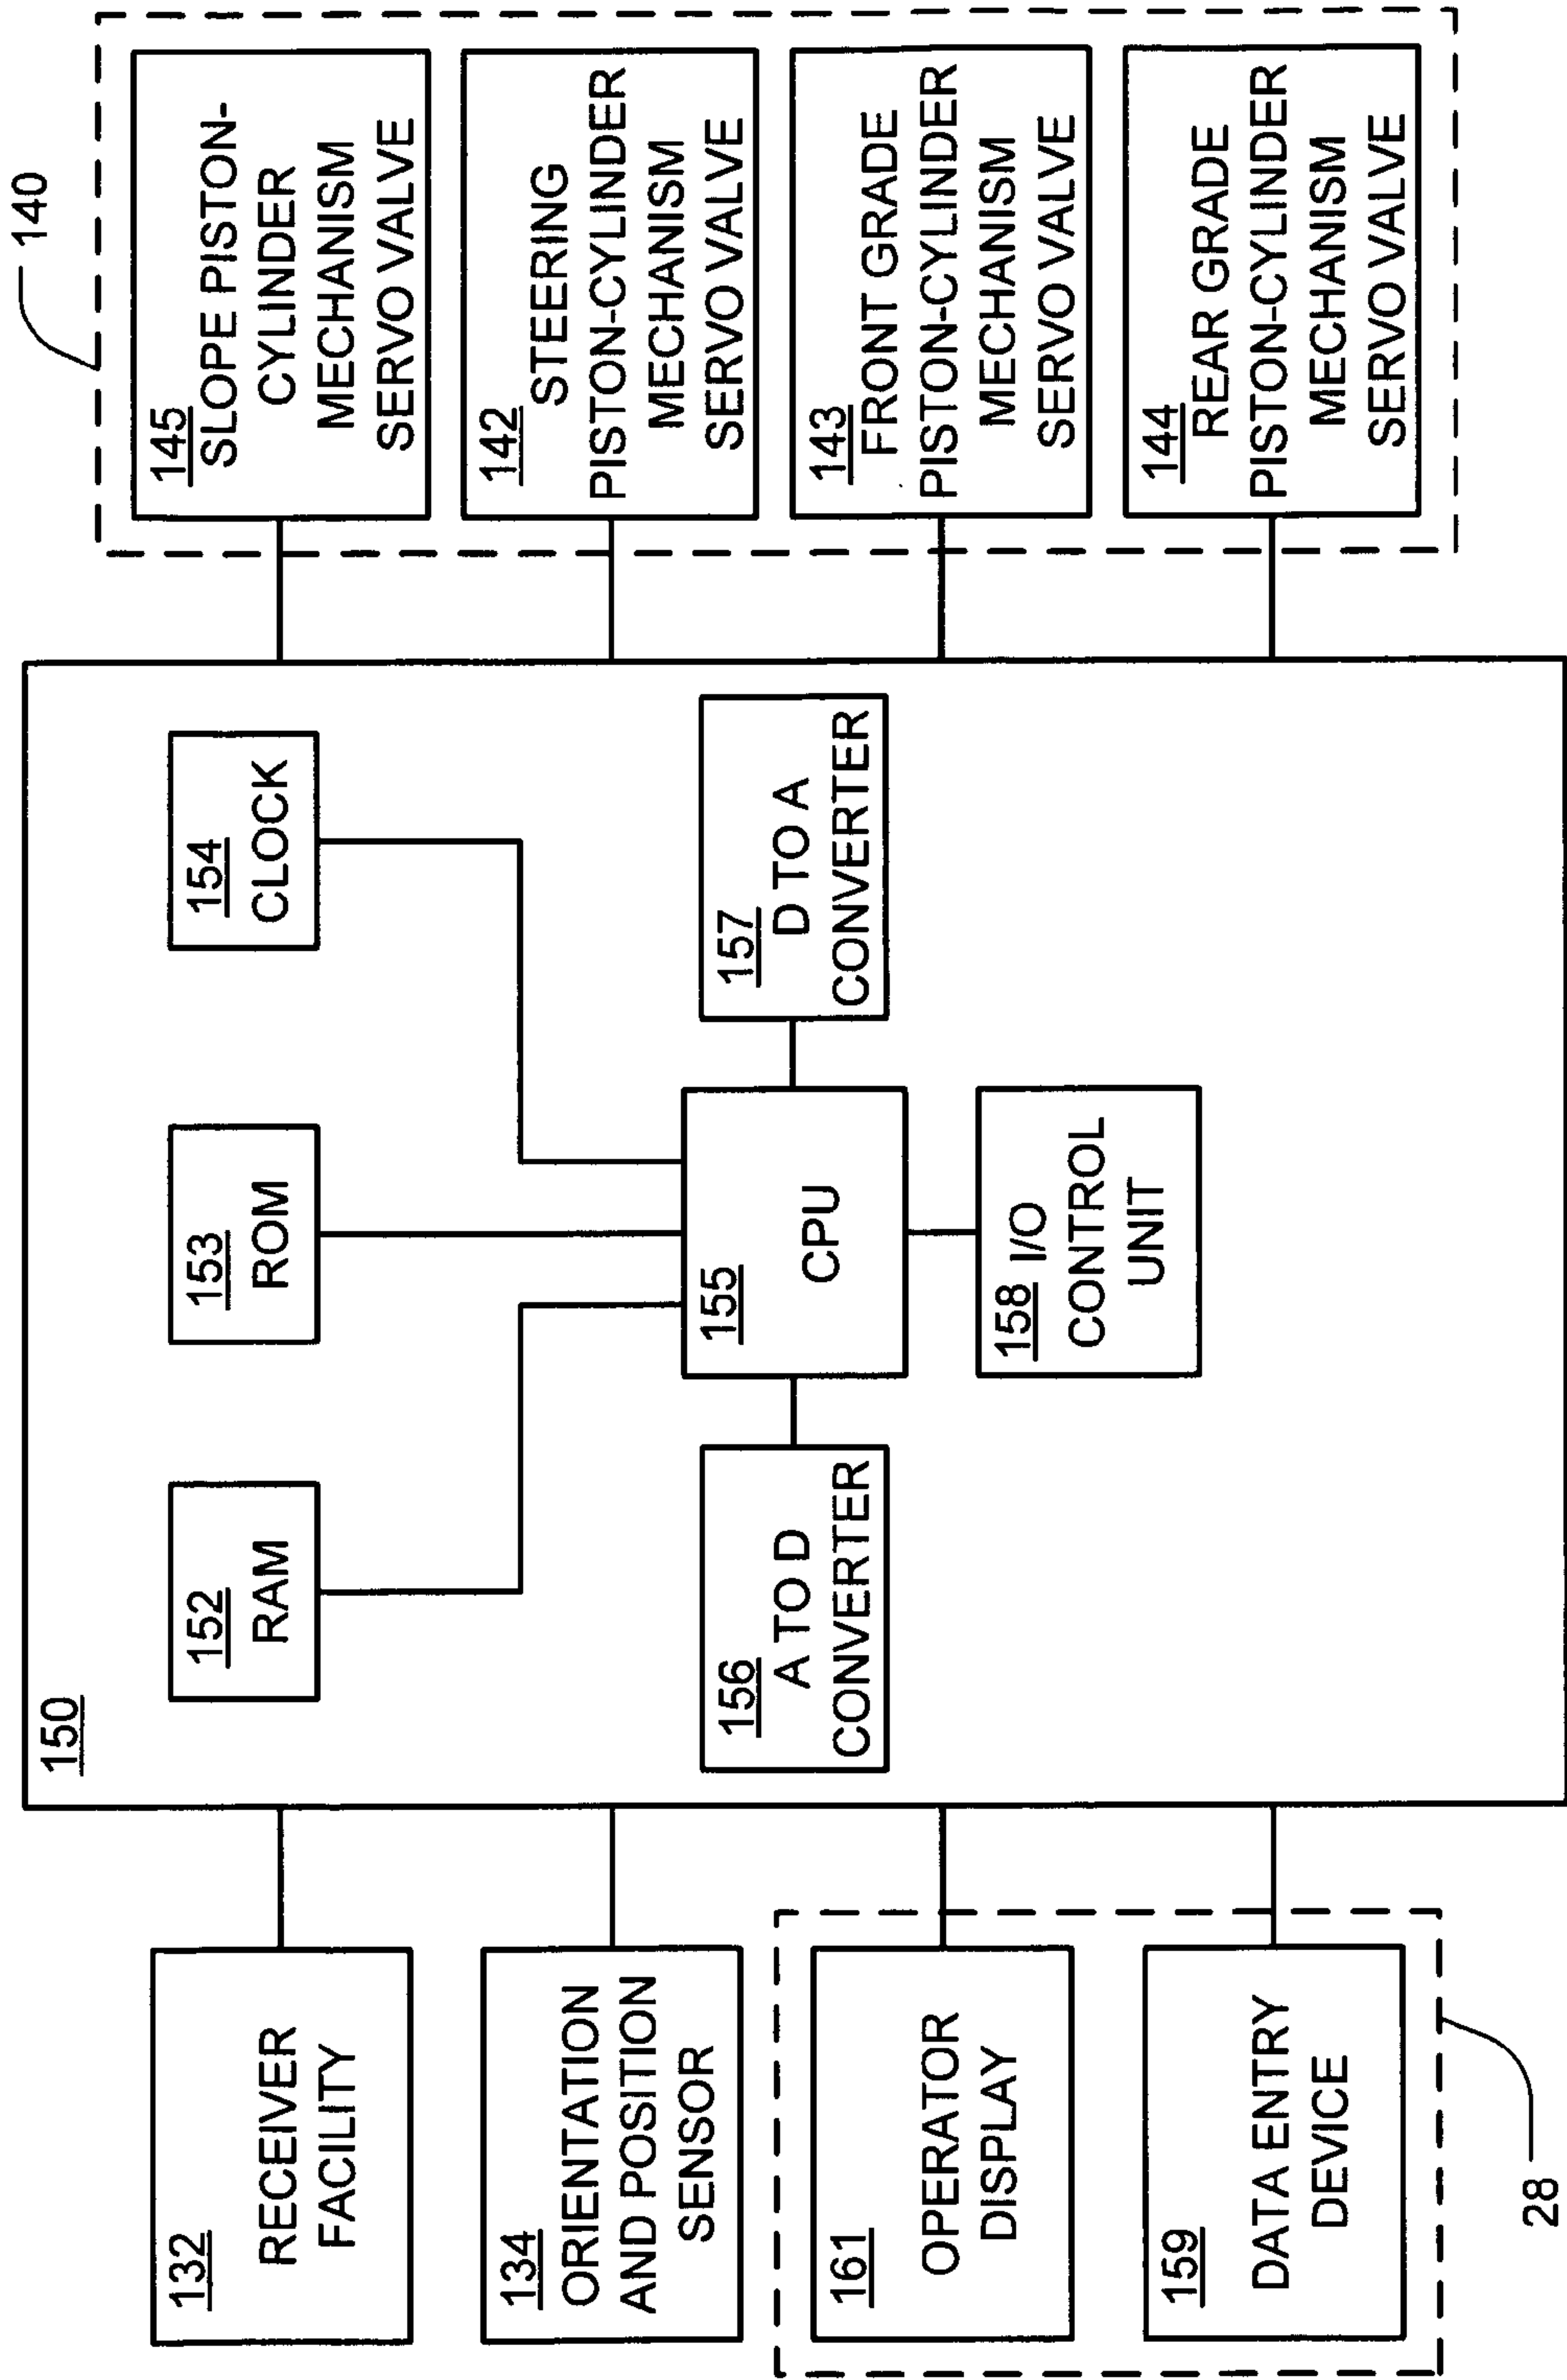 132
RECEIVER
FACILITY
134
ORIENTATION
AND POSITION
SENSOR
161
OPERATOR
DISPLAY
159
DATA ENTRY
DEVICE
28
150
152
RAM
153
ROM
154
CLOCK
155
CPU
156
A TO D
CONVERTER
157
D TO A
CONVERTER
158 I/O
CONTROL
UNIT
140
145
SLOPE PISTON-
CYLINDER
MECHANISM
SERVO VALVE
142
STEERING
PISTON-CYLINDER
MECHANISM
SERVO VALVE
143
FRONT GRADE
PISTON-CYLINDER
MECHANISM
SERVO VALVE
144
REAR GRADE
PISTON-CYLINDER
MECHANISM
SERVO VALVE